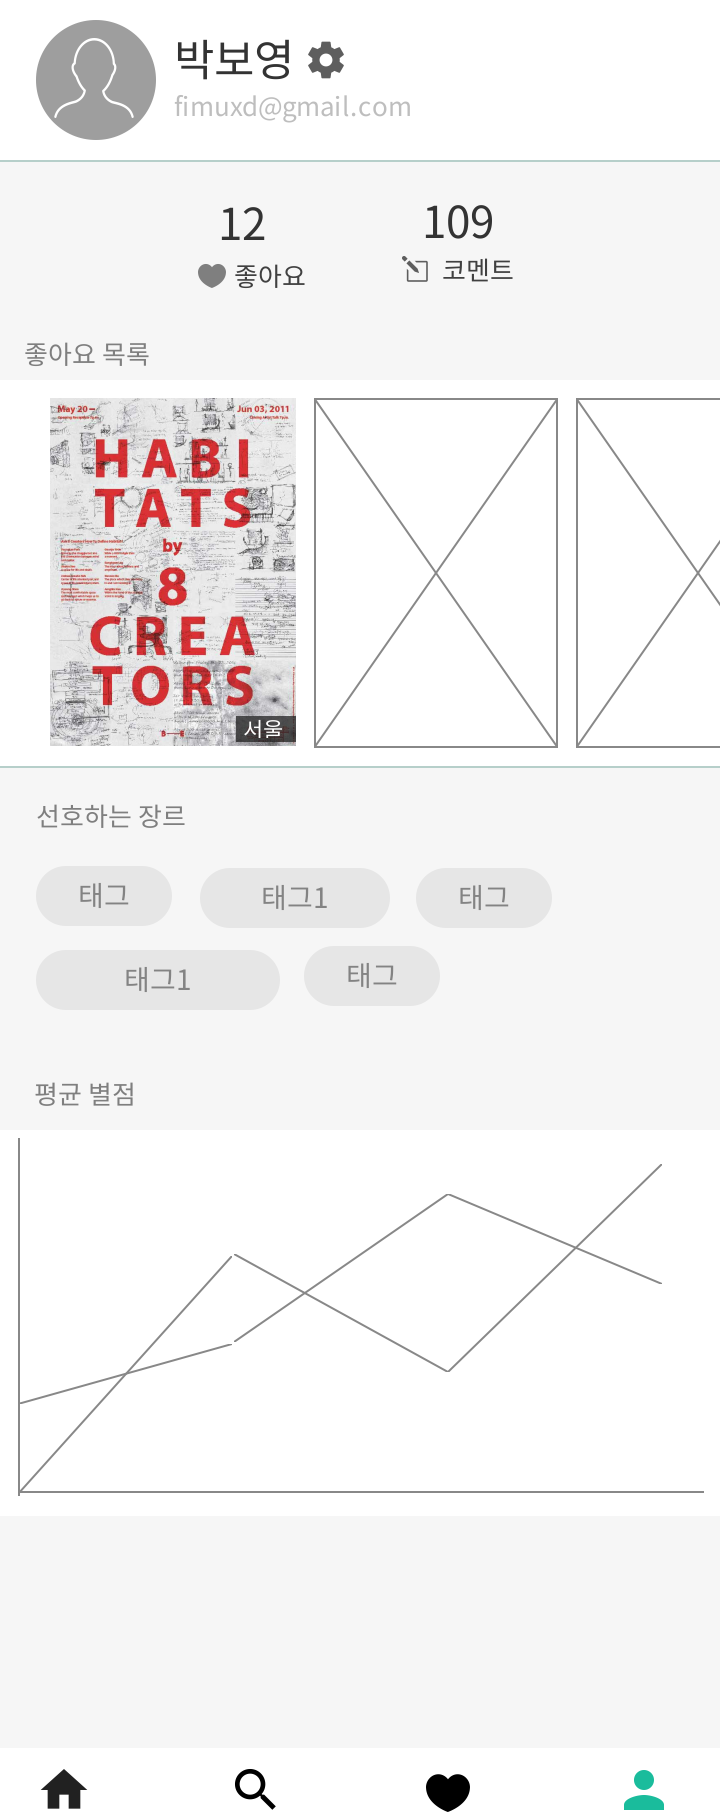 박보영
fimuxd@gmail.com
12
좋아요
109
코멘트
좋아요 목록
May 20 –
Jun 03, 2011
HABI
TATS
by
8
CREA
TORS
서울
선호하는 장르
태그
태그1
태그
태그1
태그
평균 별점